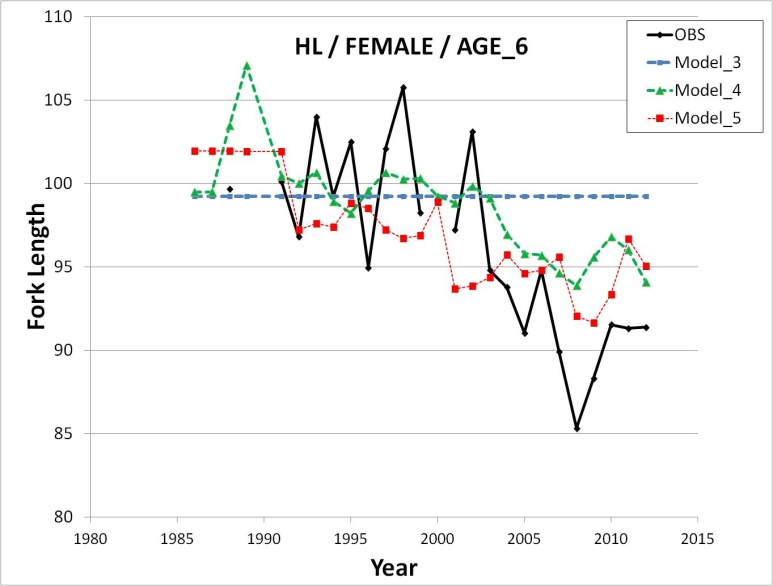 HL / FEMALE / AGE_6
OBS
Model_3
Model_4
Model_5
110
105
100
95
90
85
80
Fork Length
1980 1985 1990 1995 2000 2005 2010 2015
Year